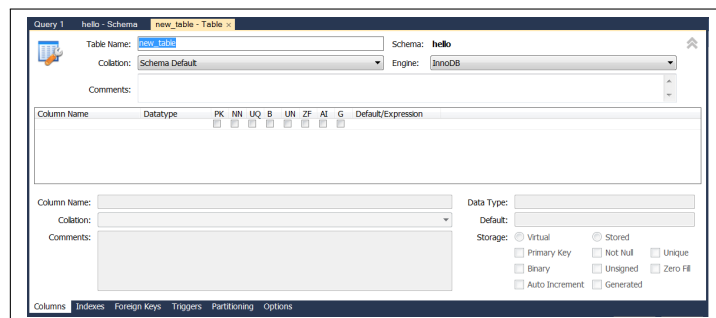 Query 1 hello - Schema new_table - Table ×
Table Name: new_table Schema: hello
Collation: Schema Default Engine: InnoDB
Comments:
Column Name Datatype PK NN UQ B UN ZF AI G Default/Expression
Column Name: Data Type:
Collation: Default:
Comments: Storage: Virtual Stored
Primary Key Not Null Unique
Binary Unsigned Zero Fill
Auto Increment Generated
Columns Indexes Foreign Keys Triggers Partitioning Options